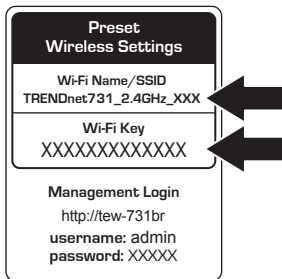 Preset
Wireless Settings
Wi-Fi Name/SSID
TRENDnet731_2.4GHz_XXX
Wi-Fi Key
XXXXXXXXXXXXX
Management Login
http://tew-731br
username: admin
password: XXXXX